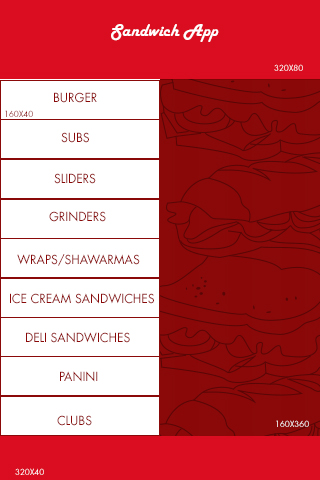 Sandwich App
320X80
BURGER
160X40
SUBS
SLIDERS
GRINDERS
WRAPS/SHAWARMAS
ICE CREAM SANDWICHES
DELI SANDWICHES
PANINI
CLUBS
160X360
320X40